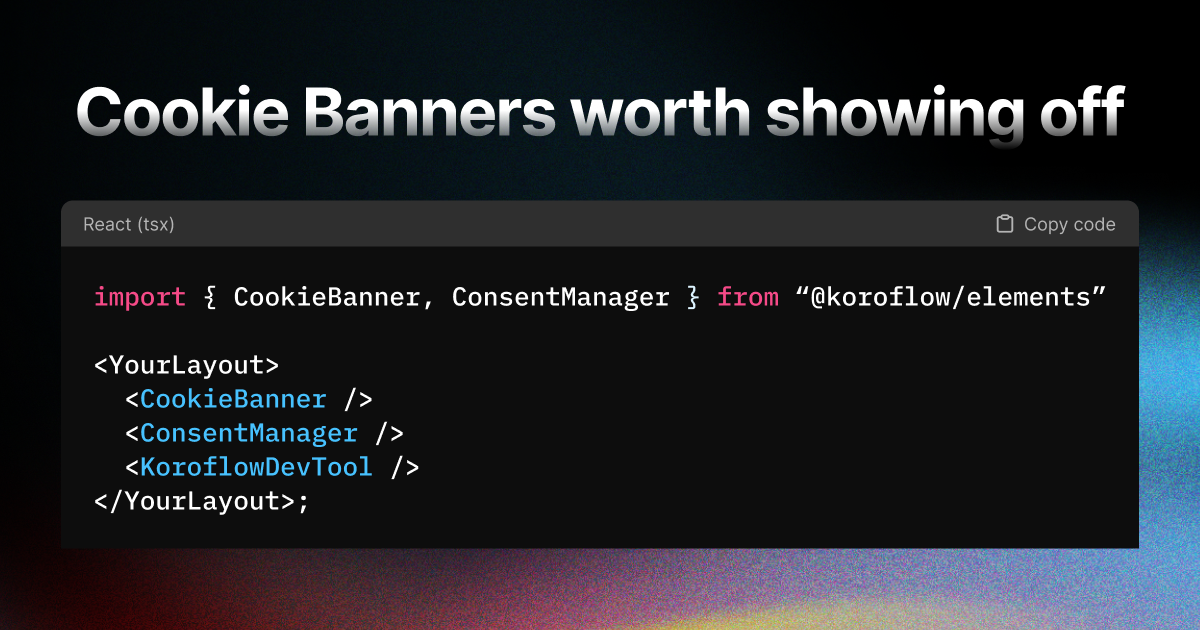 Cookie Banners worth showing off
React (tsx)
Copy code
import { CookieBanner, ConsentManager } from “@koroflow/elements”
<YourLayout>
  <CookieBanner />
  <ConsentManager />
  <KoroflowDevTool />
</YourLayout>;